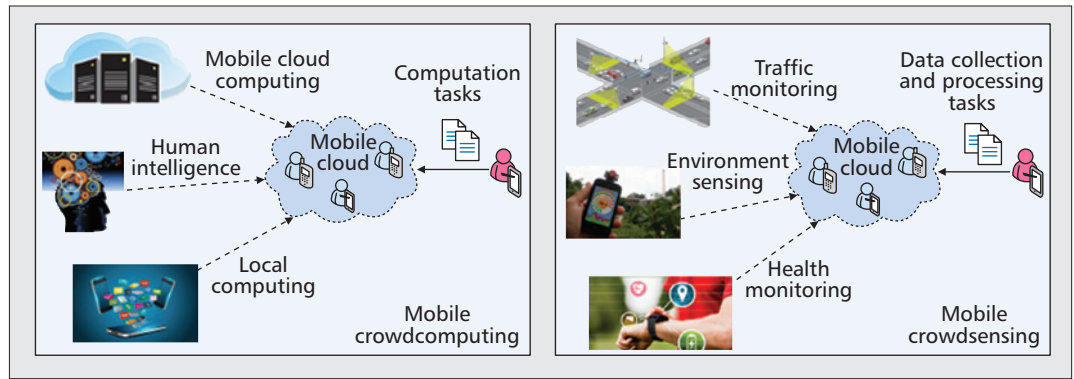 Mobile cloud
computing
Computation
tasks
Human
intelligence
Mobile
cloud
Local
computing
Mobile
crowdcomputing
Traffic
monitoring
Data collection
and processing
tasks
Environment
sensing
Mobile
cloud
Health
monitoring
Mobile
crowdsensing